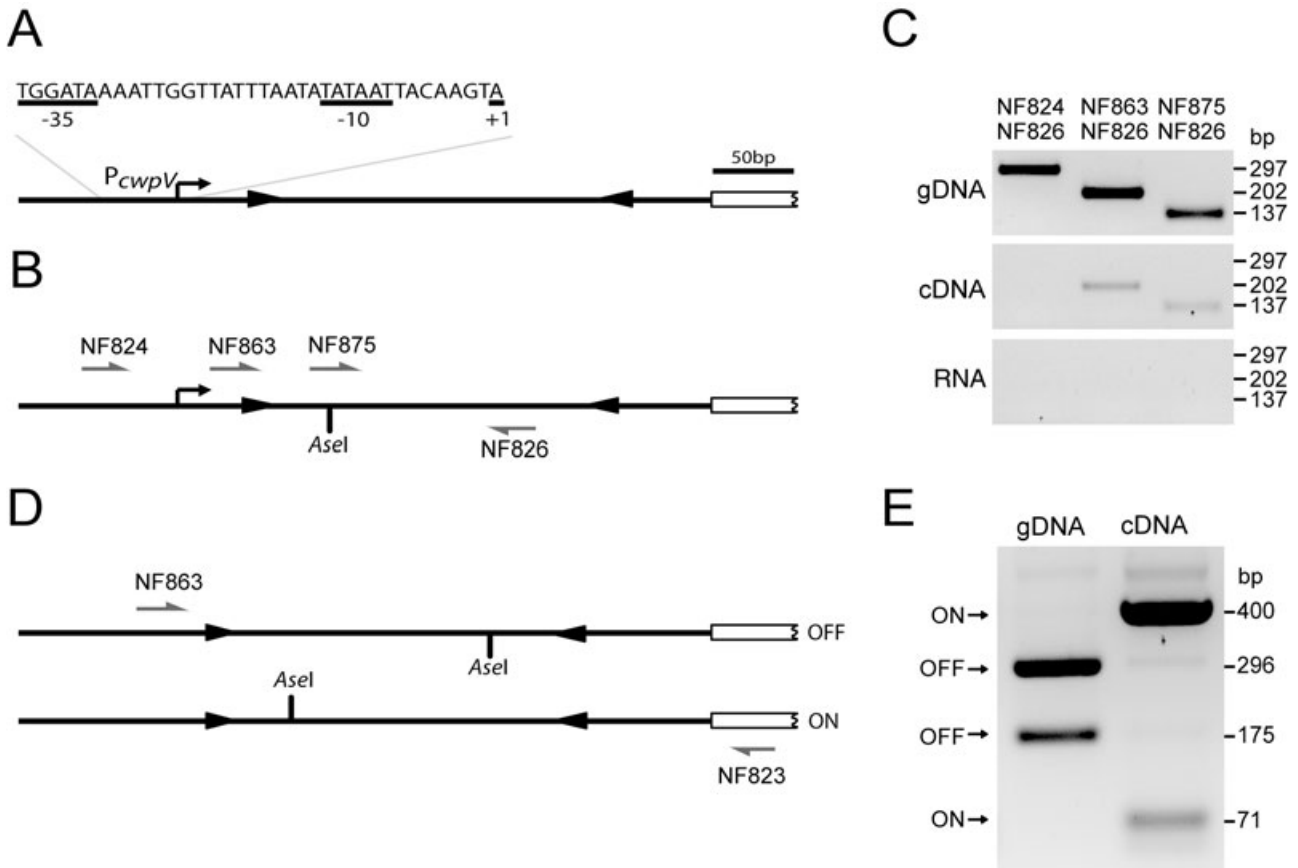 A
TGGATAAAATTGGTTATTTAATATATAATTACAAGTA
-35 -10 +1
PcwpV
50bp
B
NF824 NF863 NF875
AseI
NF826
C
NF824 NF863 NF875
NF826 NF826 NF826 bp
gDNA
297
202
137
cDNA
297
202
137
RNA
297
202
137
D
NF863
OFF
AseI
AseI
ON
NF823
E
gDNA cDNA
bp
ON 400
OFF 296
OFF 175
ON 71